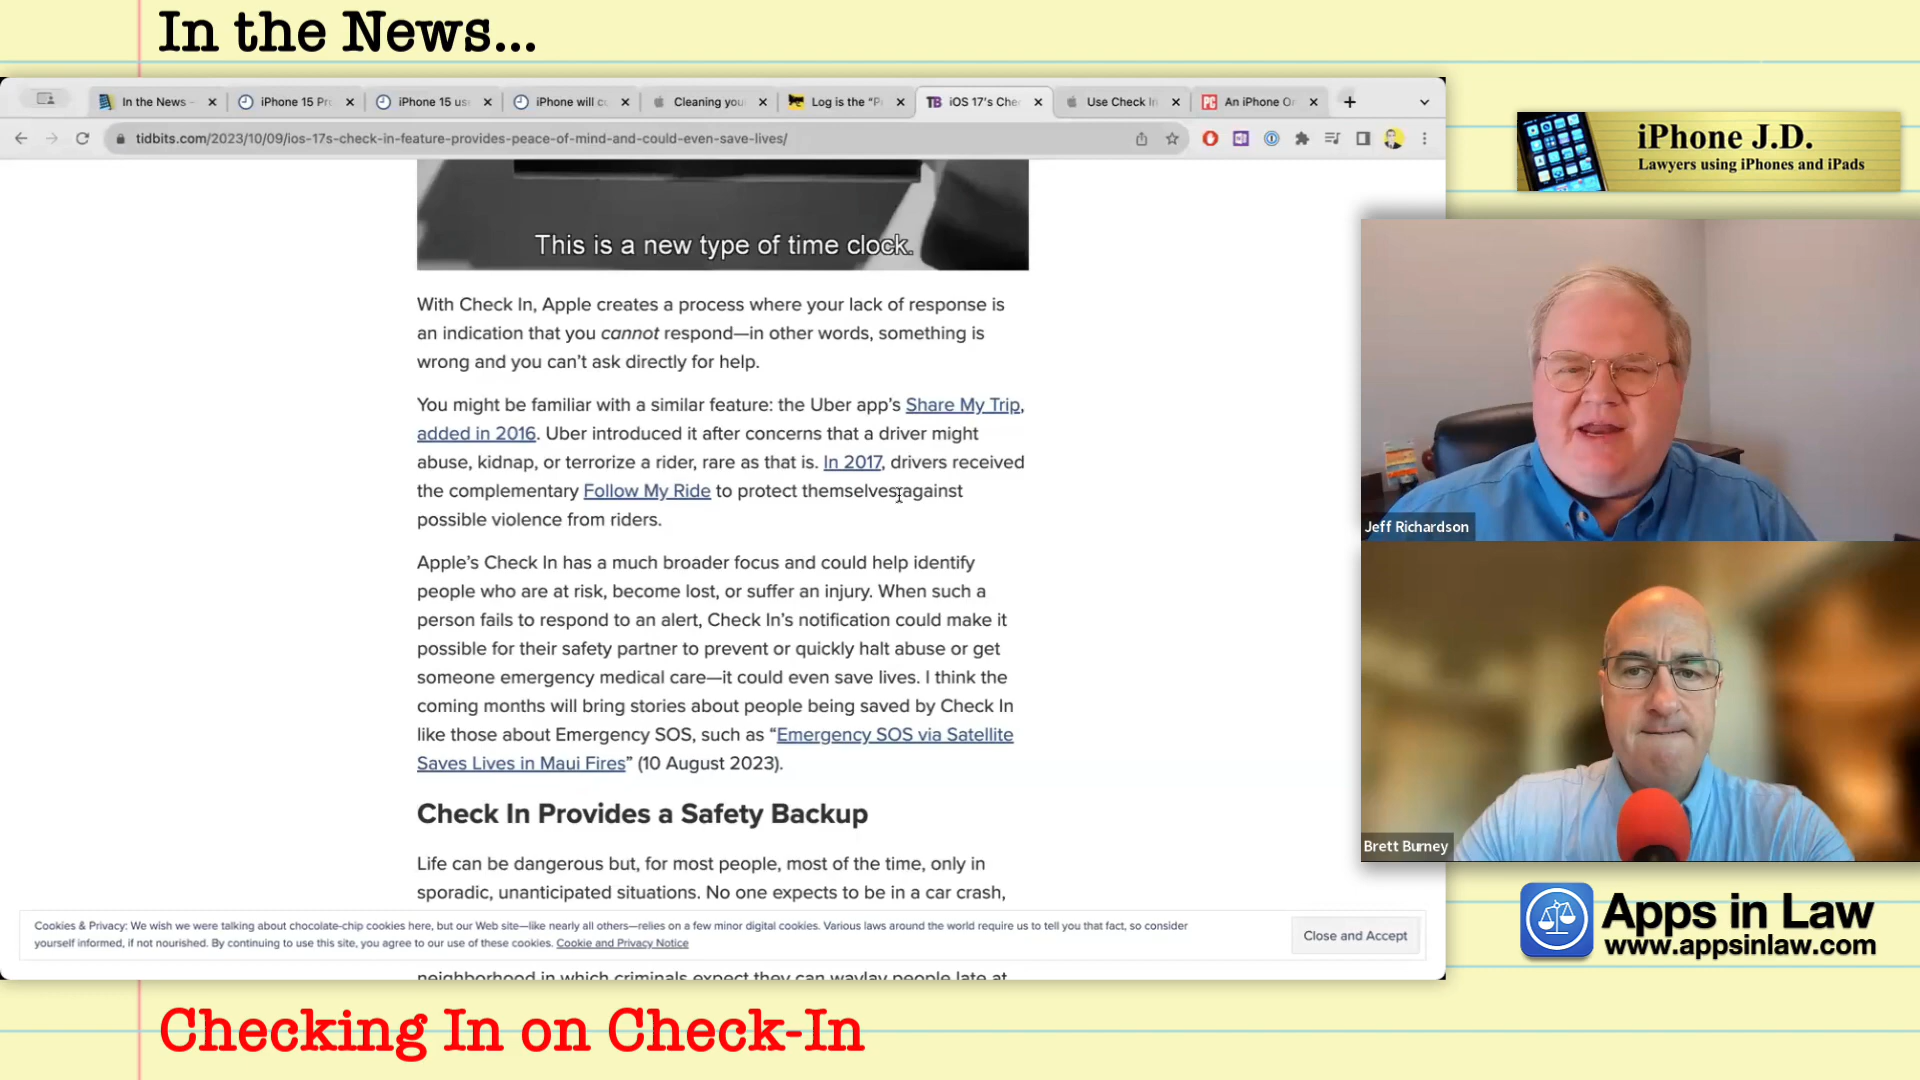 In the News...
In the News –
iPhone 15 Pro
iPhone 15 use
iPhone will co
Cleaning you
Log is the “P
iOS 17’s Che
Use Check In
An iPhone O
tidbits.com/2023/10/09/ios-17s-check-in-feature-provides-peace-of-mind-and-could-even-save-lives/
iPhone J.D.
Lawyers using iPhones and iPads
This is a new type of time clock.
With Check In, Apple creates a process where your lack of response is
an indication that you cannot respond—in other words, something is
wrong and you can’t ask directly for help.
You might be familiar with a similar feature: the Uber app’s Share My Trip,
added in 2016. Uber introduced it after concerns that a driver might
abuse, kidnap, or terrorize a rider, rare as that is. In 2017, drivers received
the complementary Follow My Ride to protect themselves against
possible violence from riders.
Apple’s Check In has a much broader focus and could help identify
people who are at risk, become lost, or suffer an injury. When such a
person fails to respond to an alert, Check In’s notification could make it
possible for their safety partner to prevent or quickly halt abuse or get
someone emergency medical care—it could even save lives. I think the
coming months will bring stories about people being saved by Check In
like those about Emergency SOS, such as “Emergency SOS via Satellite
Saves Lives in Maui Fires” (10 August 2023).
Check In Provides a Safety Backup
Life can be dangerous but, for most people, most of the time, only in
sporadic, unanticipated situations. No one expects to be in a car crash,
Cookies & Privacy: We wish we were talking about chocolate-chip cookies here, but our Web site—like nearly all others—relies on a few minor digital cookies. Various laws around the world require us to tell you that fact, so consider
yourself informed, if not nourished. By continuing to use this site, you agree to our use of these cookies. Cookie and Privacy Notice
Close and Accept
neighborhood in which criminals expect they can waylay people late at
Jeff Richardson
Brett Burney
Apps in Law
www.appsinlaw.com
Checking In on Check-In